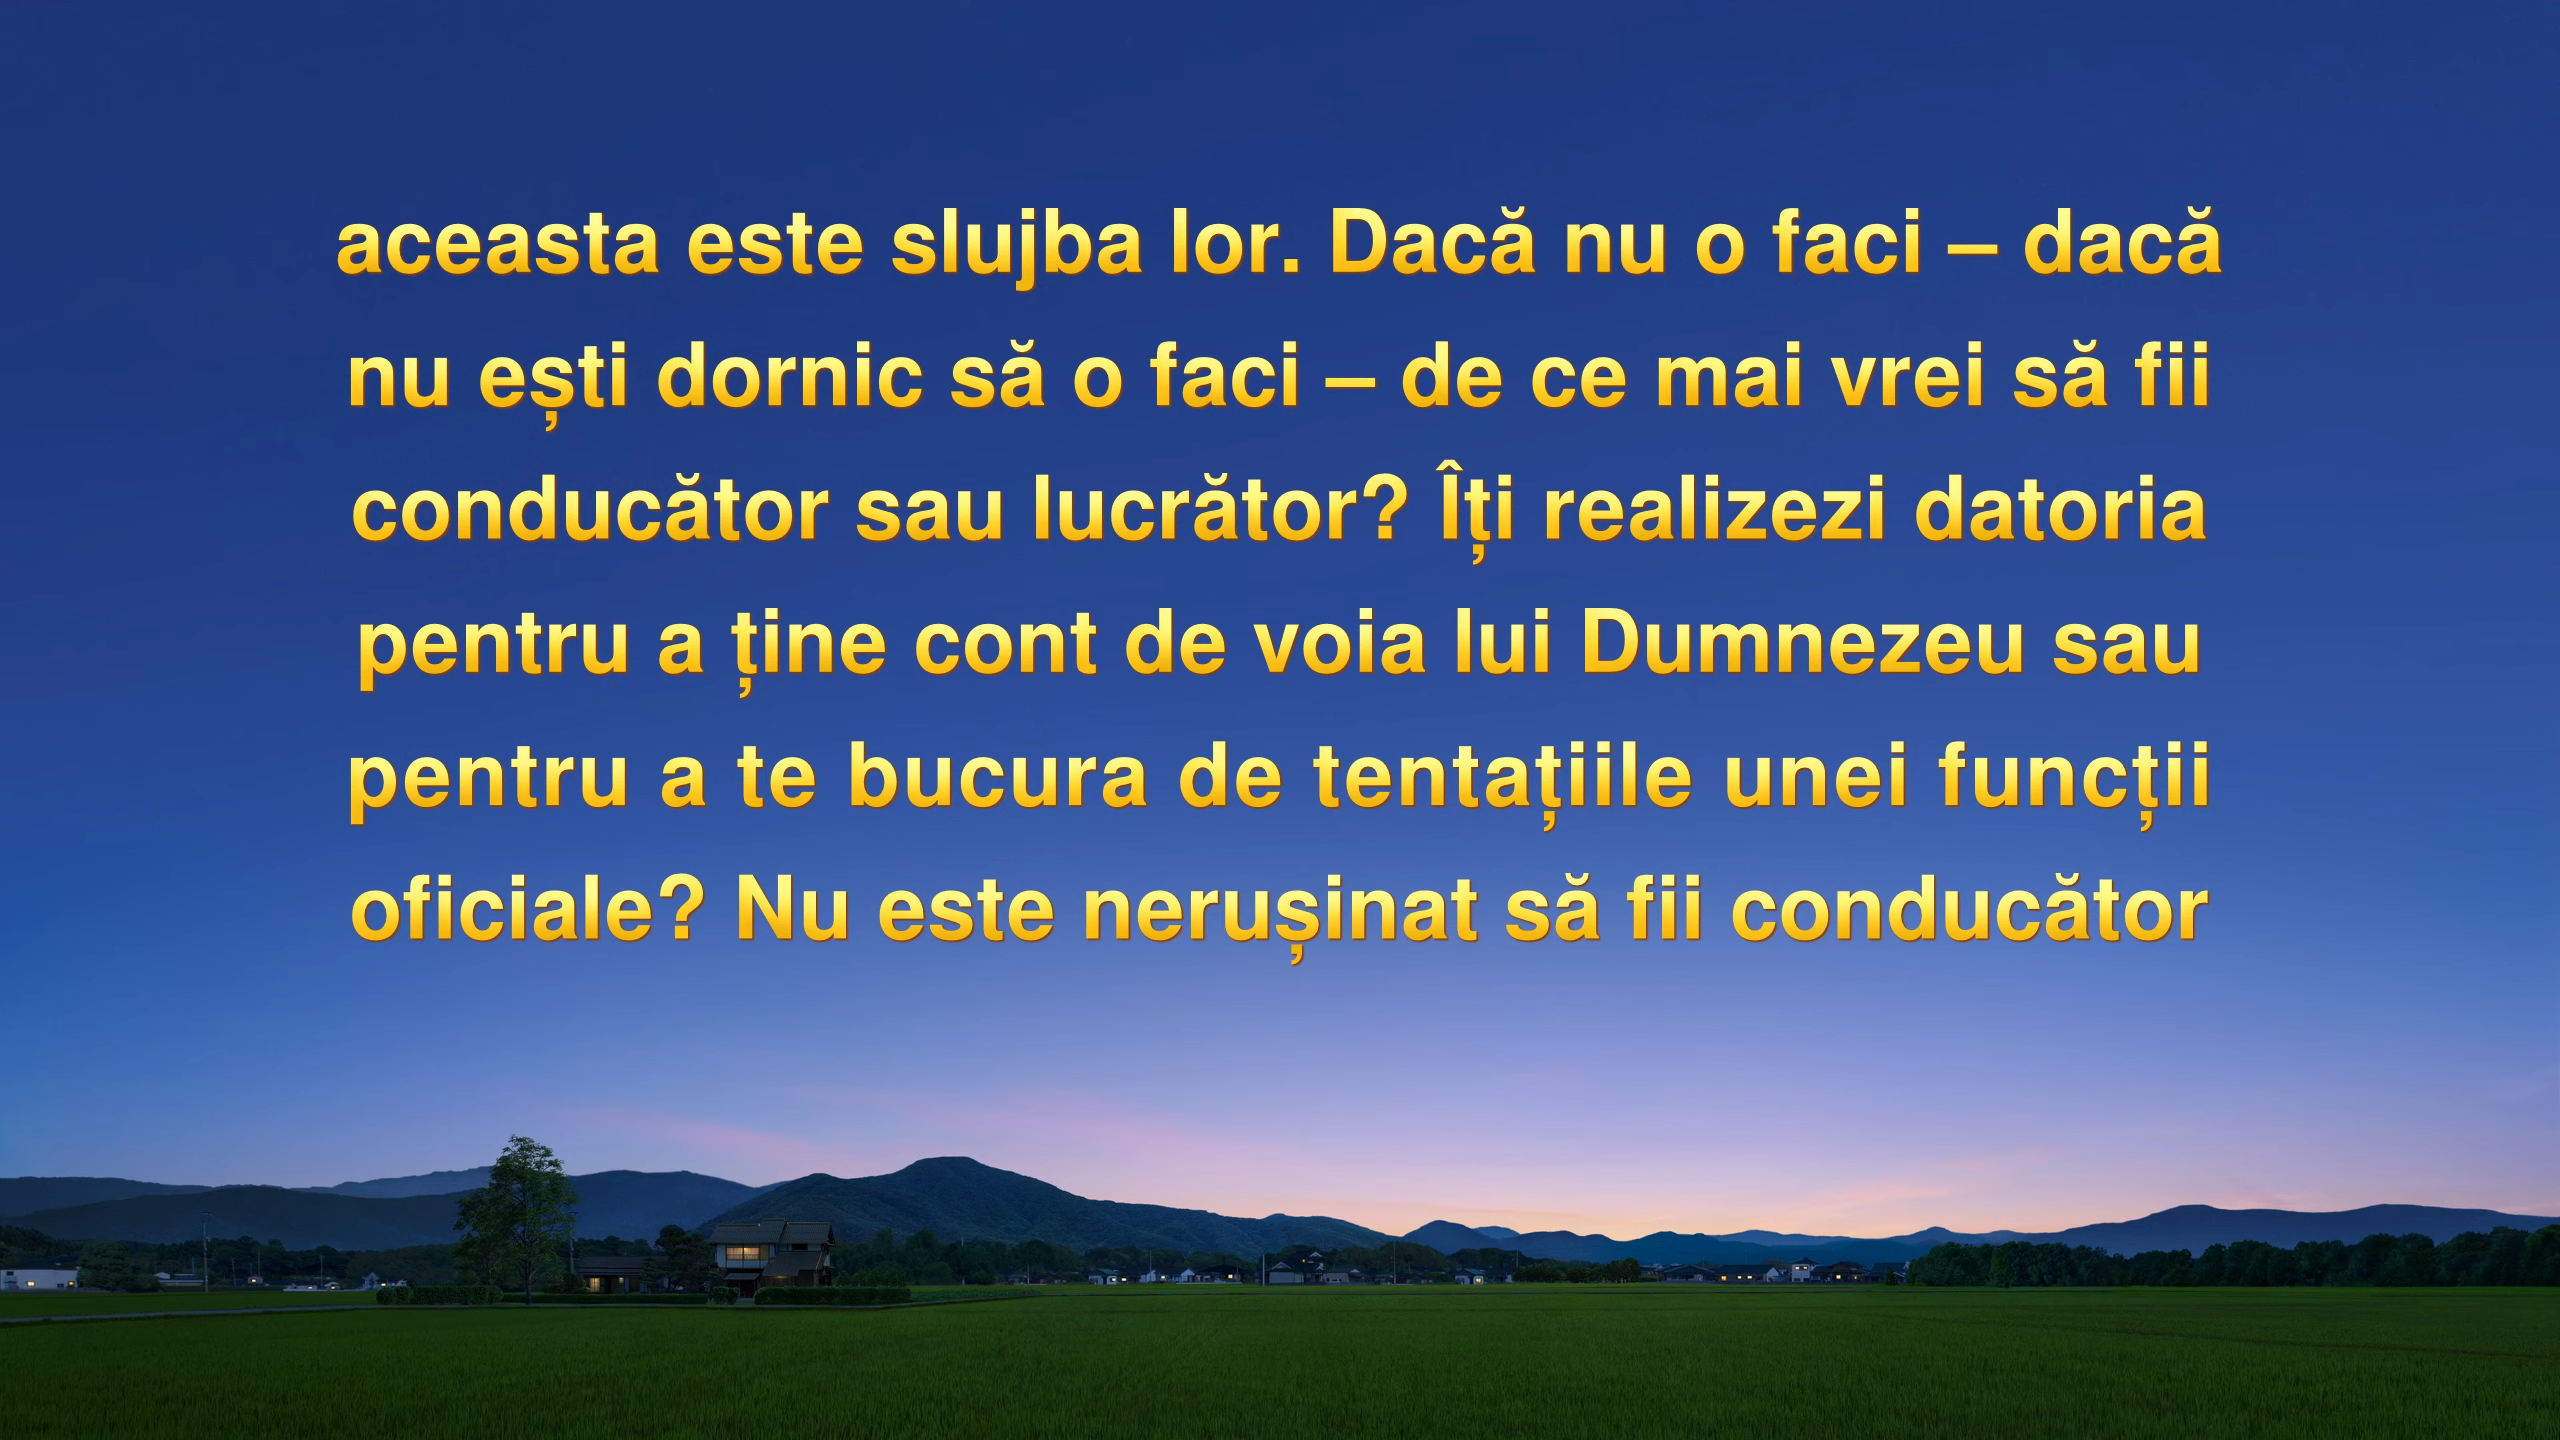 aceasta este slujba lor. Dacă nu o faci – dacă
nu ești dornic să o faci – de ce mai vrei să fii
conducător sau lucrător? Îți realizezi datoria
pentru a ține cont de voia lui Dumnezeu sau
pentru a te bucura de tentațiile unei funcții
oficiale? Nu este nerușinat să fii conducător